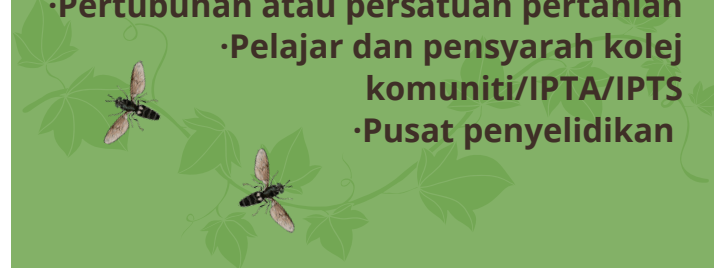 ·Pertubuhan atau persatuan pertanian
·Pelajar dan pensyarah kolej
komuniti/IPTA/IPTS
·Pusat penyelidikan